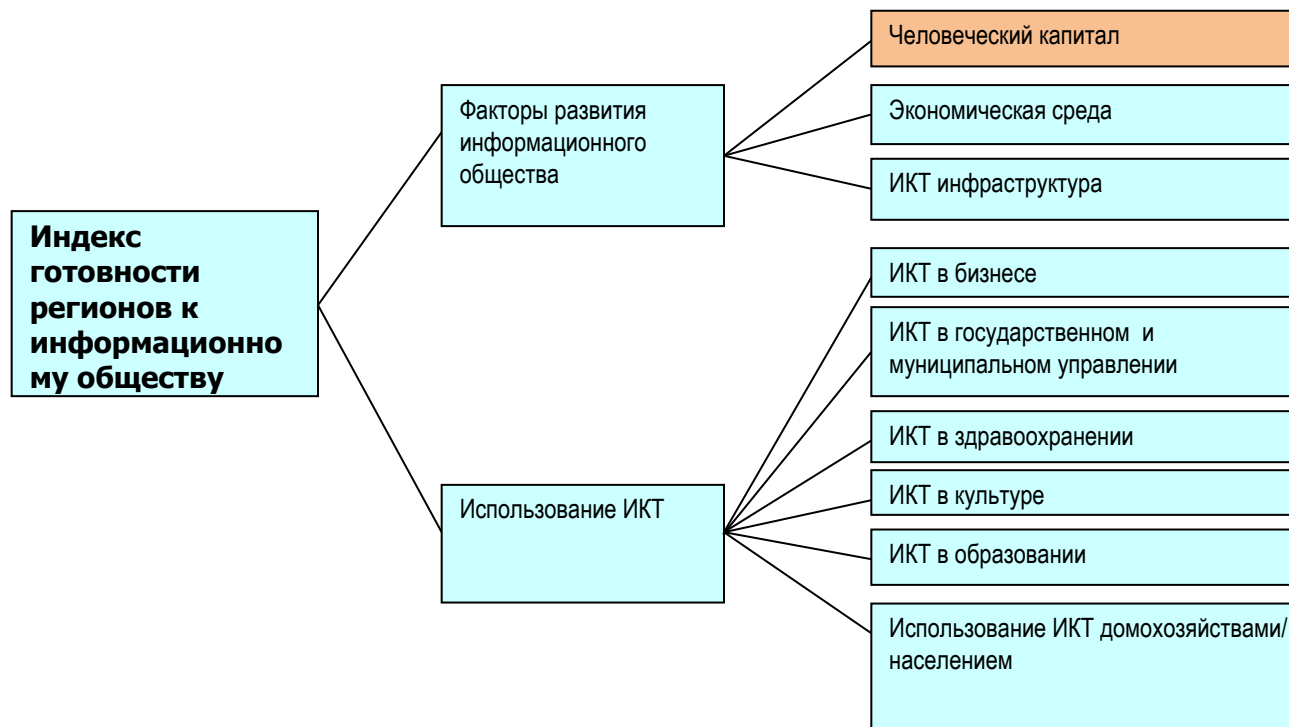 Человеческий капитал
Факторы развития
информационного
общества
Экономическая среда
ИКТ инфраструктура
Индекс
готовности
регионов к
информационно
му обществу
ИКТ в бизнесе
ИКТ в государственном и
муниципальном управлении
ИКТ в здравоохранении
ИКТ в культуре
Использование ИКТ
ИКТ в образовании
Использование ИКТ домохозяйствами/
населением